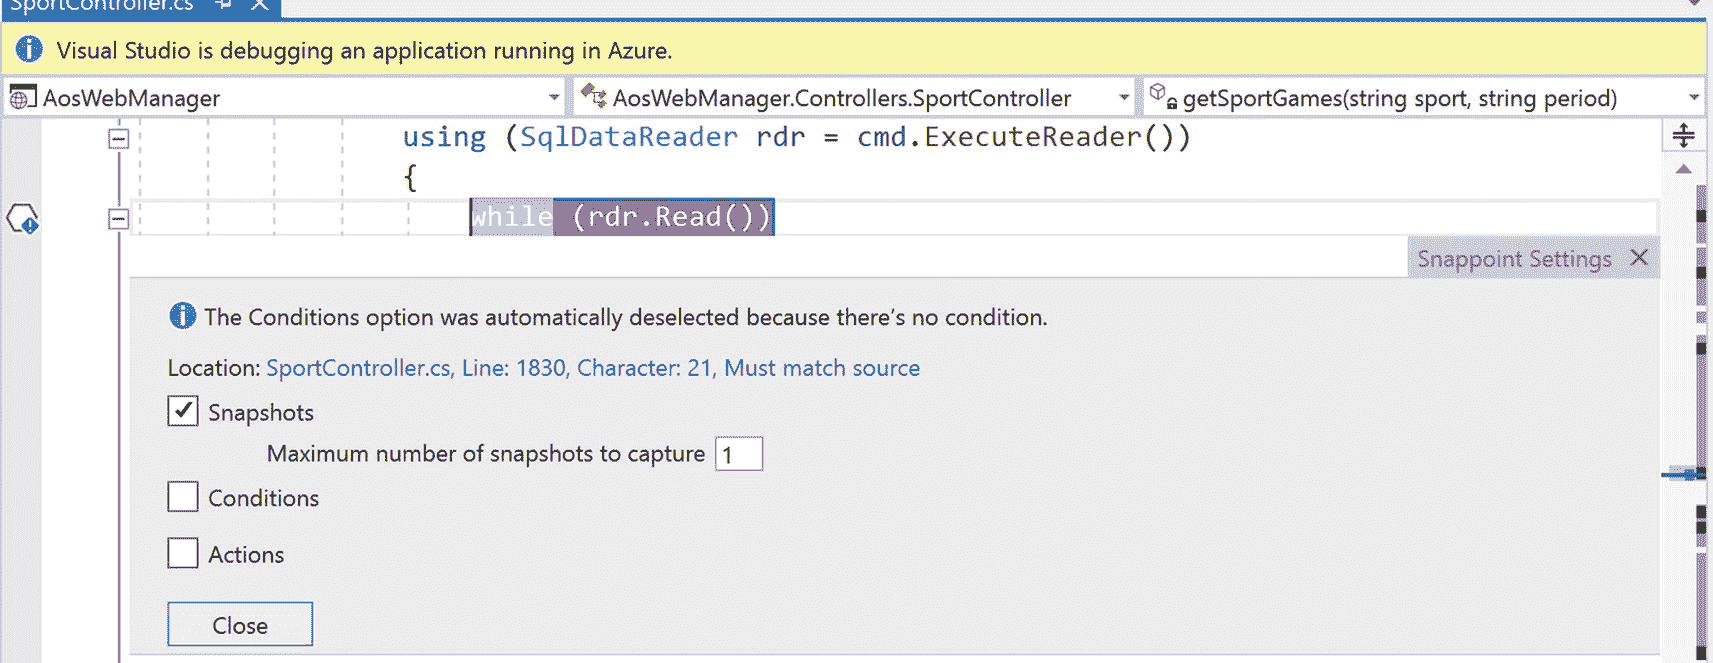 SportController.cs
Visual Studio is debugging an application running in Azure.
AosWebManager
AosWebManager.Controllers.SportController
getSportGames(string sport, string period)
using (SqlDataReader rdr = cmd.ExecuteReader())
{
while (rdr.Read())
Snappoint Settings
The Conditions option was automatically deselected because there's no condition.
Location: SportController.cs, Line: 1830, Character: 21, Must match source
Snapshots
Maximum number of snapshots to capture 1
Conditions
Actions
Close